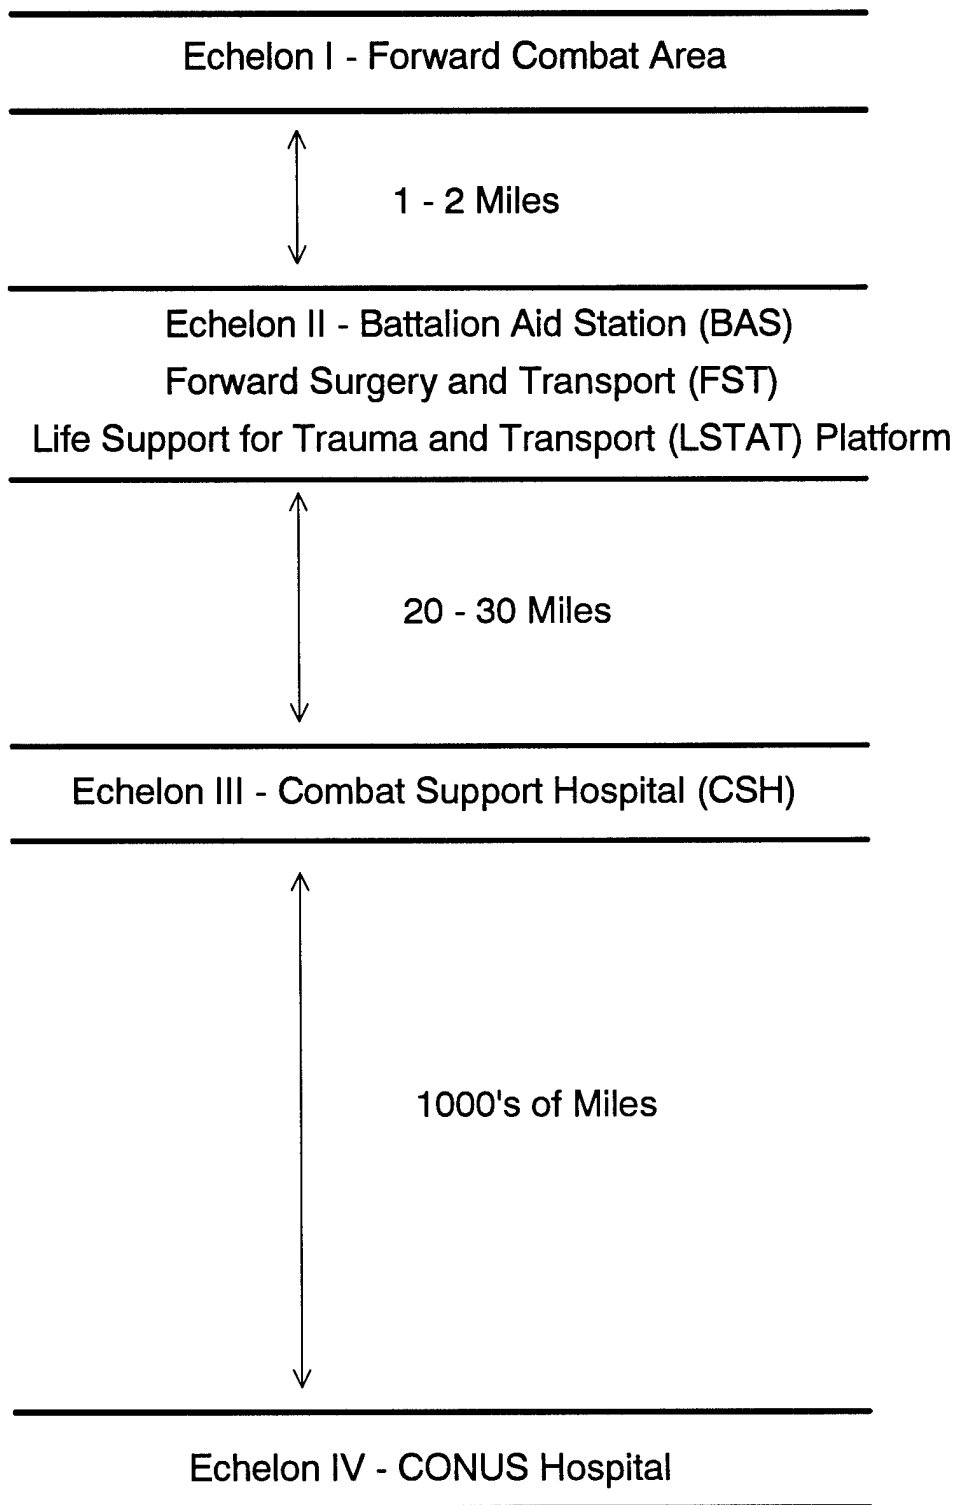 Echelon I - Forward Combat Area
1 - 2 Miles
Echelon II - Battalion Aid Station (BAS)
Forward Surgery and Transport (FST)
Life Support for Trauma and Transport (LSTAT) Platform
20 - 30 Miles
Echelon III - Combat Support Hospital (CSH)
1000's of Miles
Echelon IV - CONUS Hospital